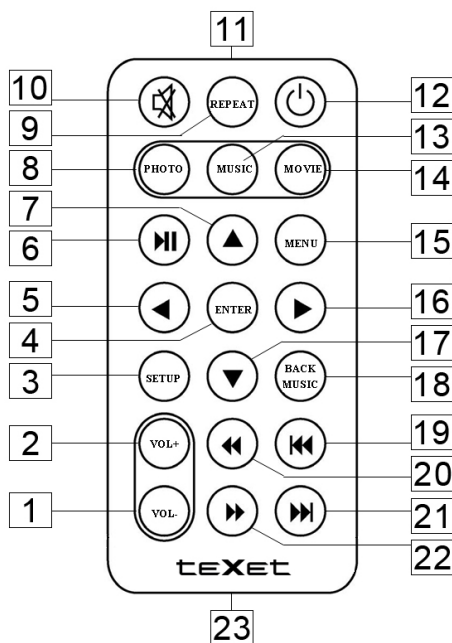 11
10
REPEAT
12
9
13
8
PHOTO
MUSIC
MOVIE
14
7
6
MENU
15
5
ENTER
16
4
17
3
SETUP
BACK
MUSIC
18
2
VOL+
19
20
1
VOL-
21
22
teXet
23